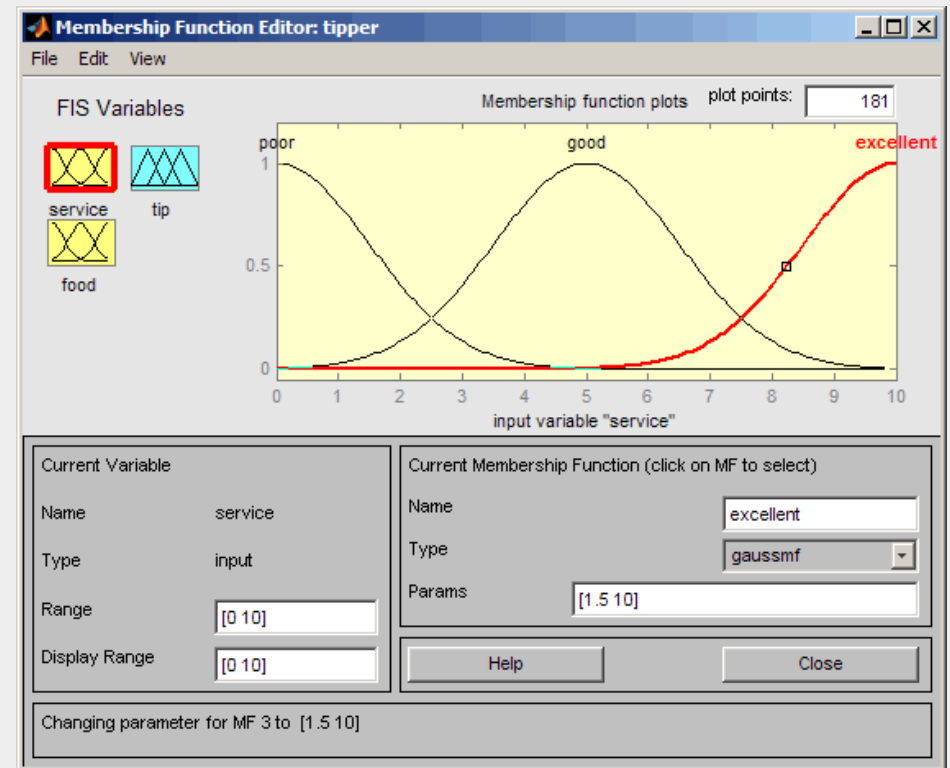 Membership Function Editor: tipper
File Edit View
FIS Variables
service
tip
food
Membership function plots plot points: 181
poor good excellent
1
0.5
0
0 1 2 3 4 5 6 7 8 9 10
input variable "service"
Current Variable
Name service
Type input
Range [0 10]
Display Range [0 10]
Current Membership Function (click on MF to select)
Name excellent
Type gaussmf
Params [1.5 10]
Help Close
Changing parameter for MF 3 to [1.5 10]